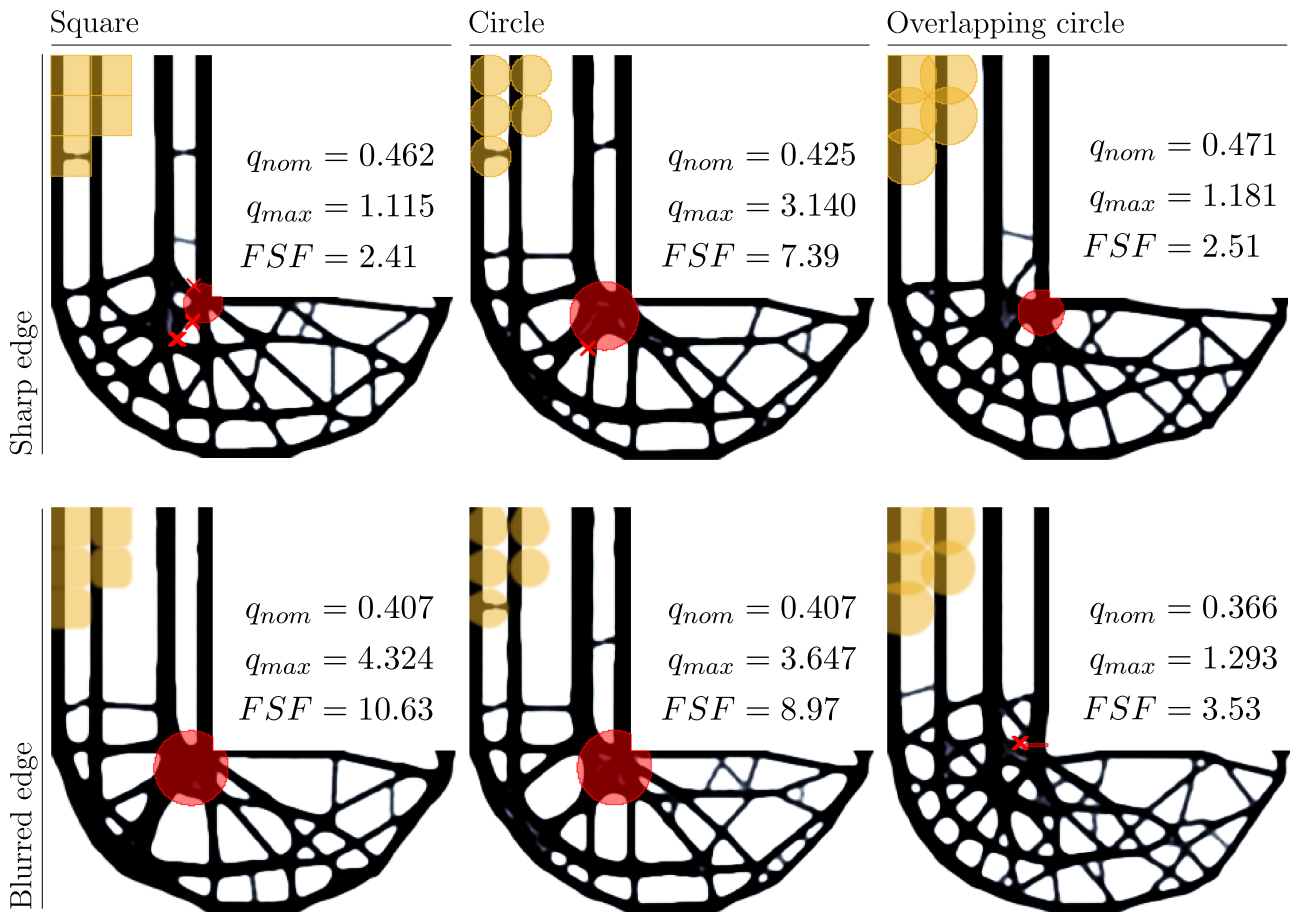 Square Circle Overlapping circle
Sharp edge
q_nom = 0.462
q_max = 1.115
FSF = 2.41
q_nom = 0.425
q_max = 3.140
FSF = 7.39
q_nom = 0.471
q_max = 1.181
FSF = 2.51
Blurred edge
q_nom = 0.407
q_max = 4.324
FSF = 10.63
q_nom = 0.407
q_max = 3.647
FSF = 8.97
q_nom = 0.366
q_max = 1.293
FSF = 3.53